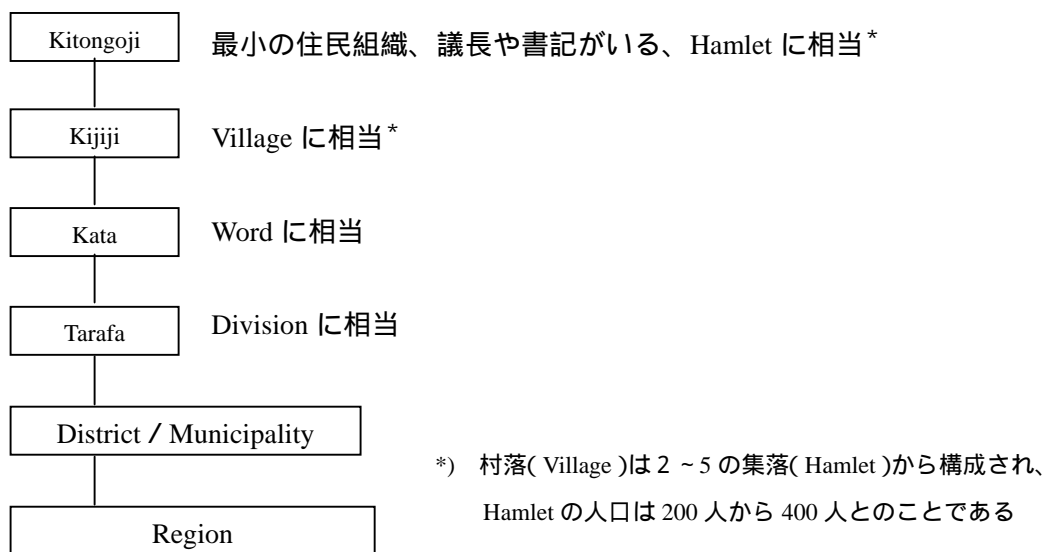 Kitongoji 最小の住民組織、議長や書記がいる、Hamlet に相当*
Kijiji Village に相当*
Kata Word に相当
Tarafa Division に相当
District / Municipality
*) 村落( Village )は２～5 の集落( Hamlet )から構成され、
Hamlet の人口は 200 人から 400 人とのことである
Region